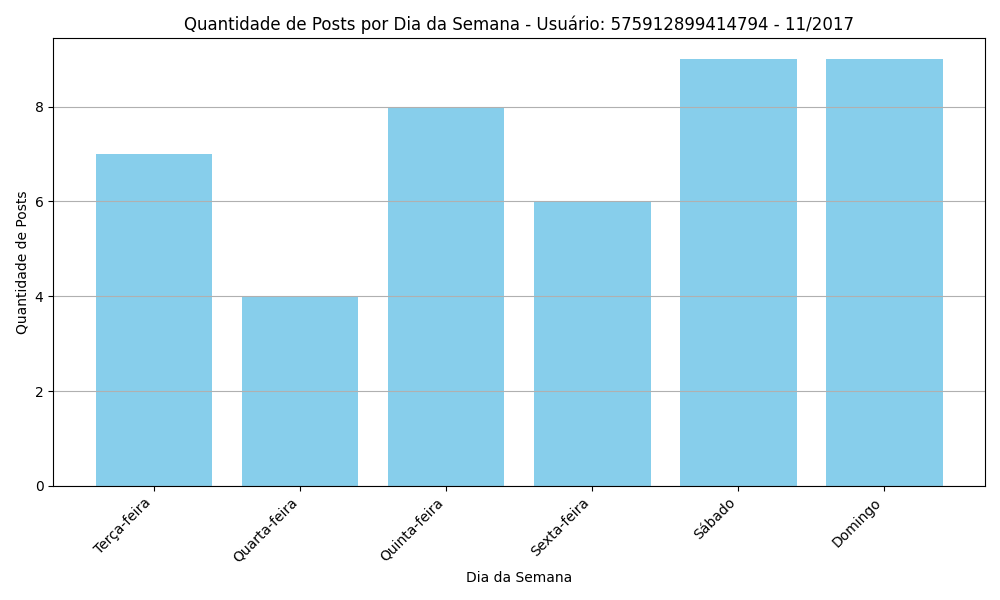 Quantidade de Posts por Dia da Semana - Usuário: 575912899414794 - 11/2017
Quantidade de Posts
8
6
4
2
0
Terça-feira
Quarta-feira
Quinta-feira
Sexta-feira
Sábado
Domingo
Dia da Semana